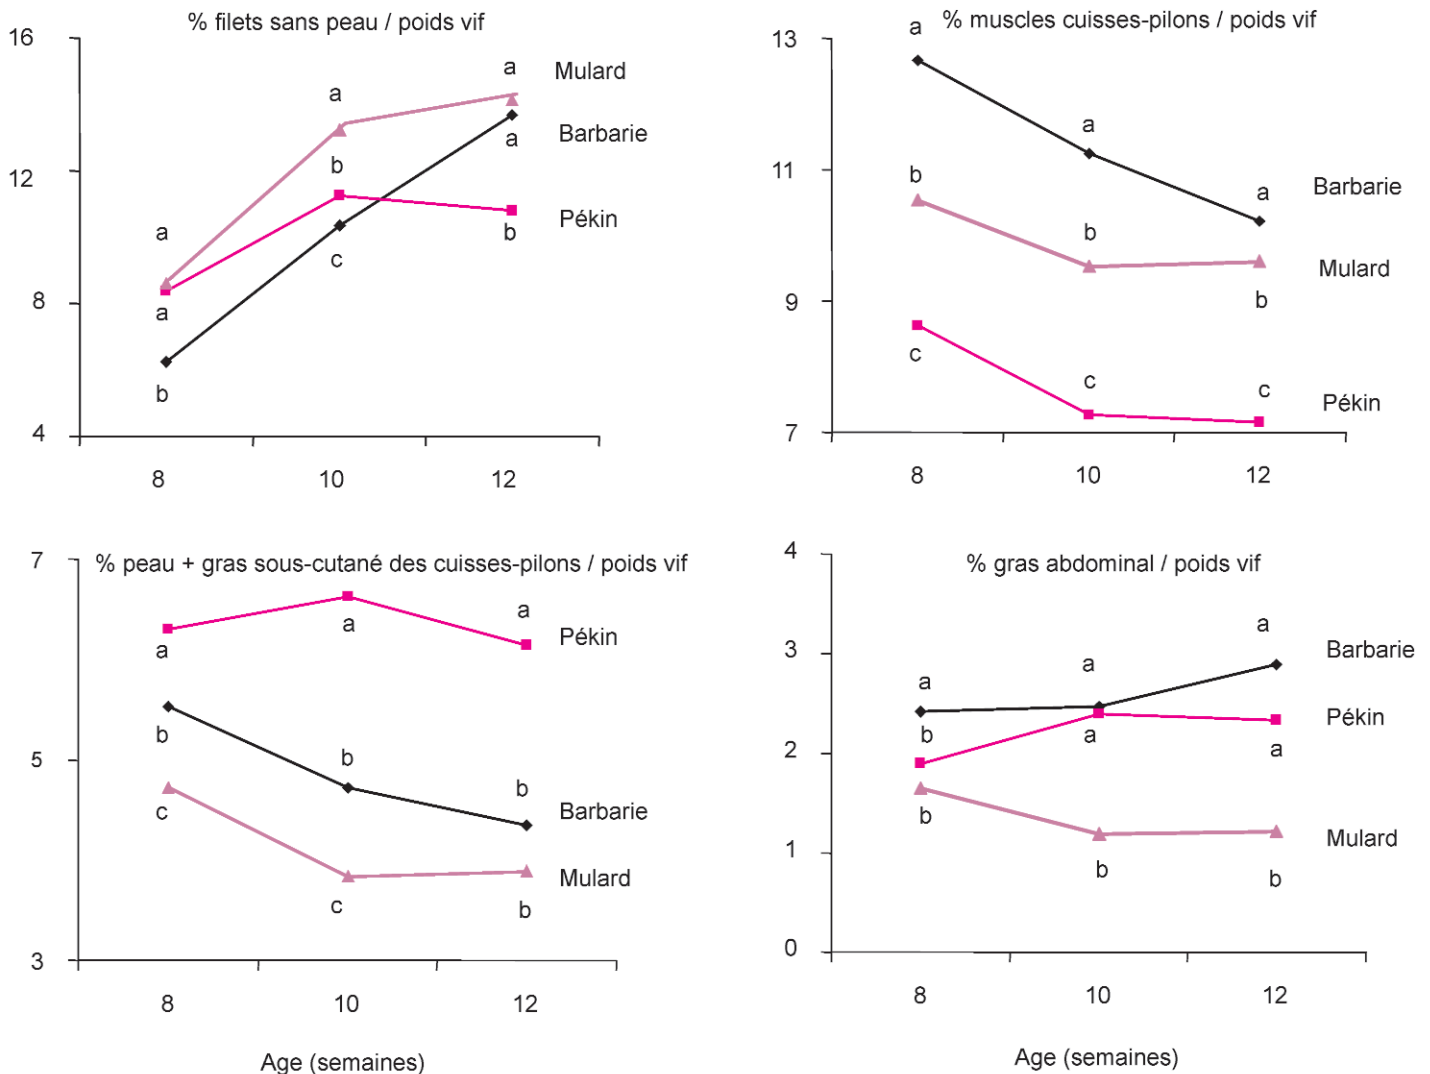 % filets sans peau / poids vif
16
12
8
4
a
a
b
a
b
c
a
a
b
Mulard
Barbarie
Pékin
8
10
12
% muscles cuisses-pilons / poids vif
13
11
9
7
a
b
c
a
b
c
a
b
c
Barbarie
Mulard
Pékin
8
10
12
% peau + gras sous-cutané des cuisses-pilons / poids vif
7
5
3
a
b
c
a
b
c
a
b
b
Pékin
Barbarie
Mulard
8
10
12
Age (semaines)
% gras abdominal / poids vif
4
3
2
1
0
a
b
b
a
a
b
a
a
b
Barbarie
Pékin
Mulard
8
10
12
Age (semaines)